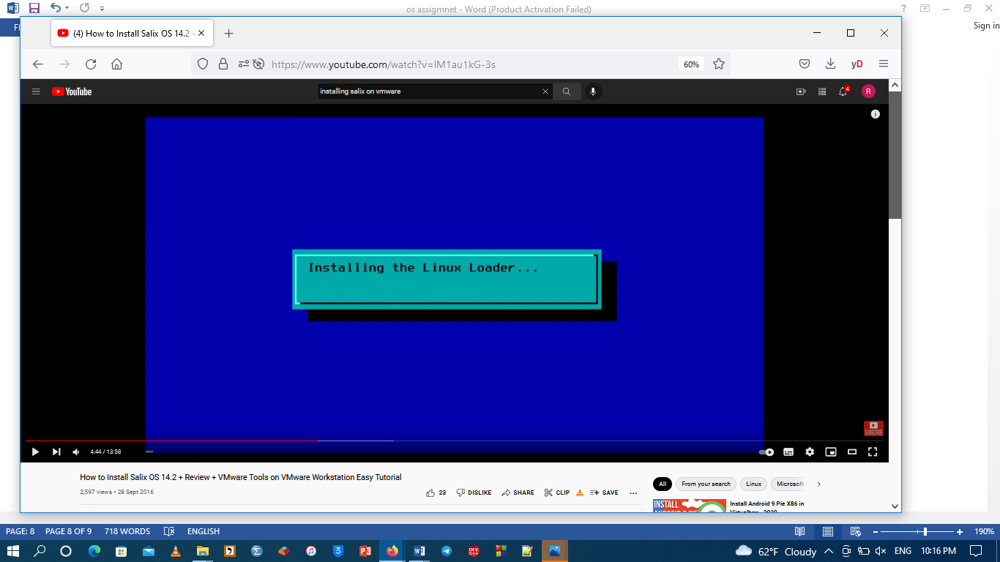 os assigmnet - Word (Product Activation Failed)
Sign in
(4) How to Install Salix OS 14.2
https://www.youtube.com/watch?v=lM1au1kG-3s
60%
yD
YouTube
installing salix on vmware
4
R
Installing the Linux Loader...
SUBSCRIBE
4:44 / 13:58
How to Install Salix OS 14.2 + Review + VMware Tools on VMware Workstation Easy Tutorial
2,597 views • 28 Sept 2016
23
DISLIKE
SHARE
CLIP
SAVE
All
From your search
Linux
Microsoft
INSTALL
Install Android 9 Pie X86 in
PAGE: 8
PAGE 8 OF 9
718 WORDS
ENGLISH
190%
DEV C++
62°F Cloudy
ENG
10:16 PM